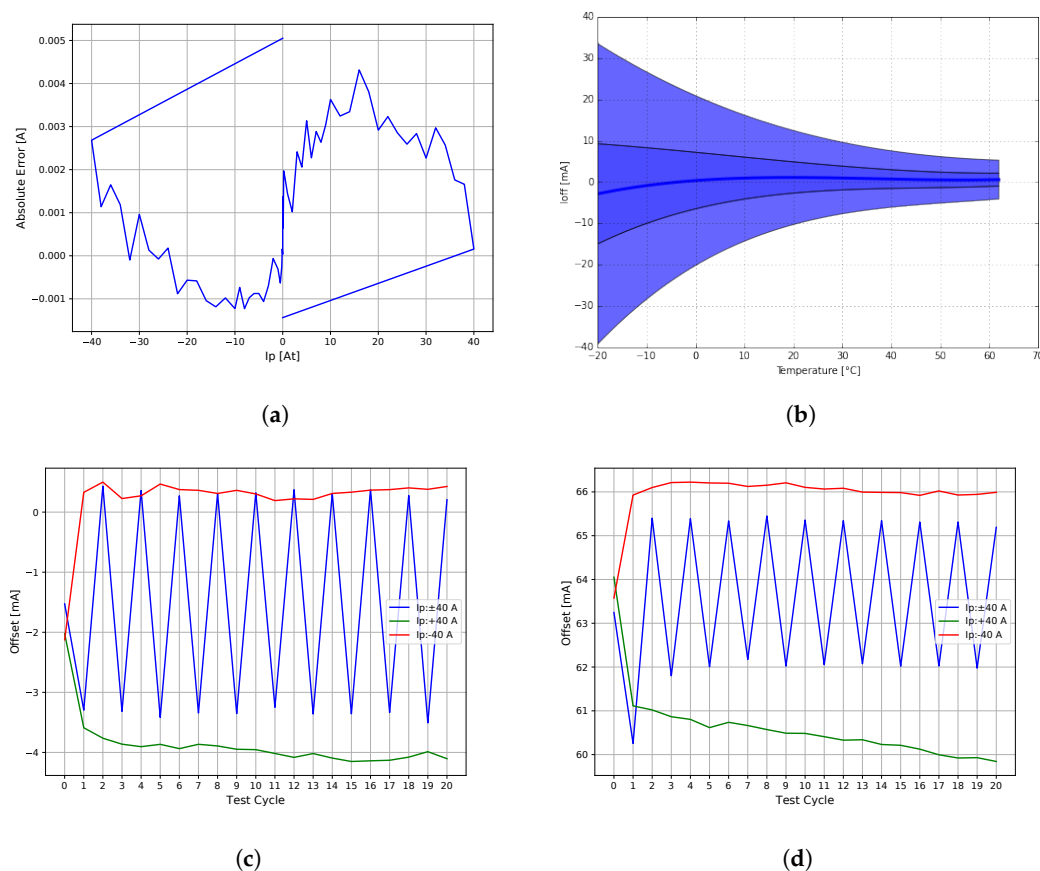 0.005
0.004
0.003
0.002
0.001
0.000
−0.001
Absolute Error [A]
−40
−30
−20
−10
0
10
20
30
40
Ip [At]
(a)
40
30
20
10
0
−10
−20
−30
−40
Ioff [mA]
−20
−10
0
10
20
30
40
50
60
70
Temperature [°C]
(b)
0
−1
−2
−3
−4
Offset [mA]
Ip:±40 A
Ip:+40 A
Ip:-40 A
0 1 2 3 4 5 6 7 8 9 10 11 12 13 14 15 16 17 18 19 20
Test Cycle
(c)
66
65
64
63
62
61
60
Offset [mA]
Ip:±40 A
Ip:+40 A
Ip:-40 A
0 1 2 3 4 5 6 7 8 9 10 11 12 13 14 15 16 17 18 19 20
Test Cycle
(d)